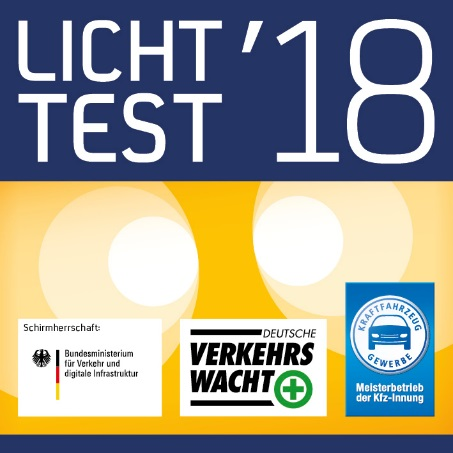 LICHT '18
TEST
Schirmherrschaft:
Bundesministerium
für Verkehr und
digitale Infrastruktur
DEUTSCHE
VERKEHRS
WACHT
KRAFTFAHRZEUG
GEWERBE
Meisterbetrieb
der Kfz-Innung